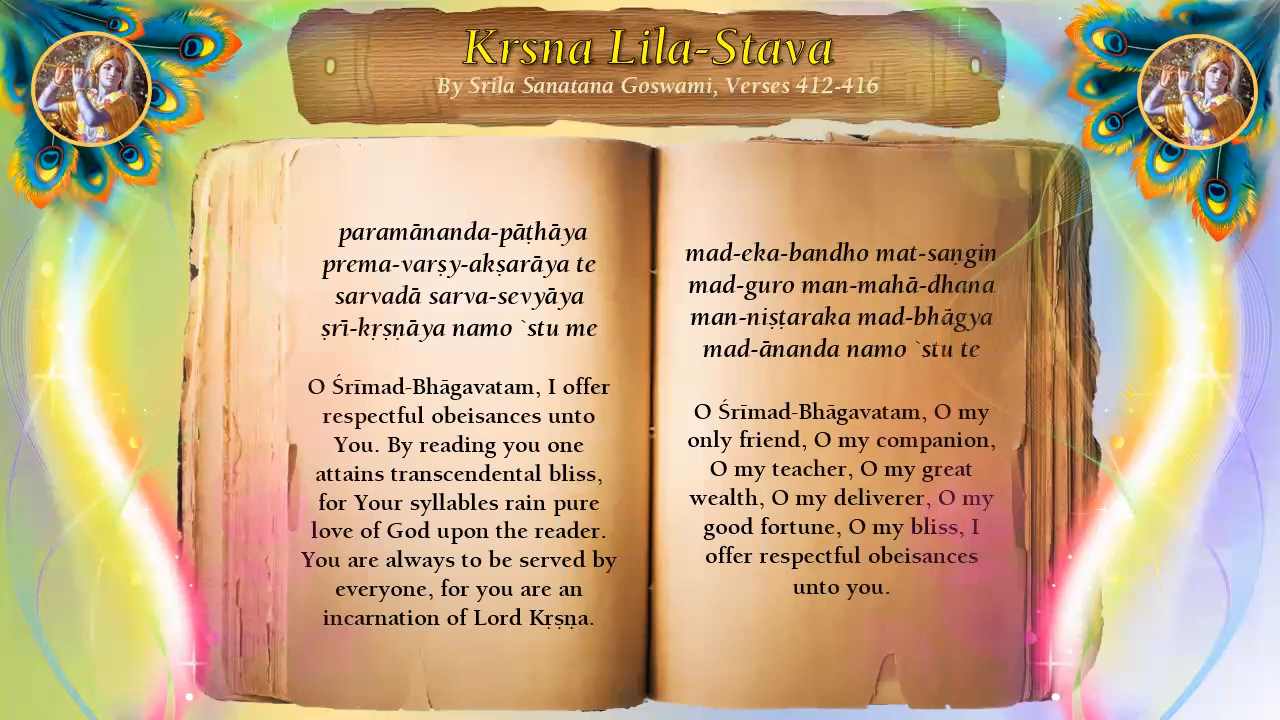 Krsna Lila-Stava
By Srila Sanatana Goswami, Verses 412-416
paramānanda-pāṭhāya
prema-varṣy-akṣarāya te
sarvadā sarva-sevyāya
ṣrī-kṛṣṇāya namo `stu me
O Śrīmad-Bhāgavatam, I offer
respectful obeisances unto
You. By reading you one
attains transcendental bliss,
for Your syllables rain pure
love of God upon the reader.
You are always to be served by
everyone, for you are an
incarnation of Lord Kṛṣṇa.
mad-eka-bandho mat-saṇgin
mad-guro man-mahā-dhana
man-niṣṭaraka mad-bhāgya
mad-ānanda namo `stu te
O Śrīmad-Bhāgavatam, O my
only friend, O my companion,
O my teacher, O my great
wealth, O my deliverer, O my
good fortune, O my bliss, I
offer respectful obeisances
unto you.